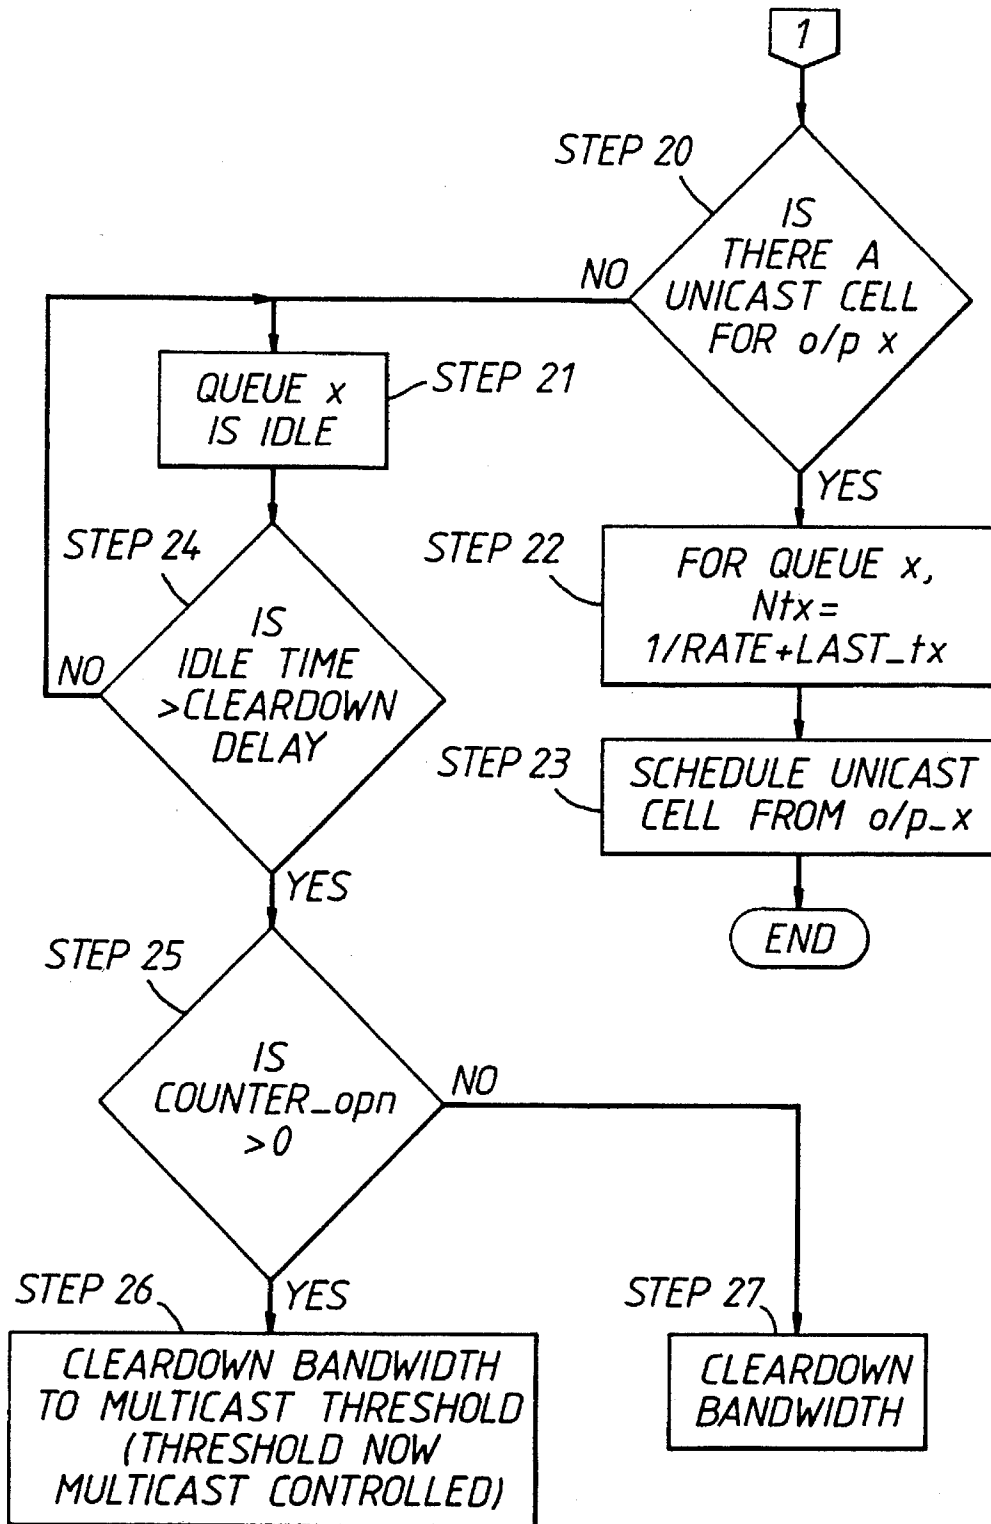 1
STEP 20
IS
THERE A
UNICAST CELL
FOR o/p x
NO
YES
QUEUE x
IS IDLE
STEP 21
STEP 22
FOR QUEUE x,
Ntx=
1/RATE+LAST_tx
STEP 23
SCHEDULE UNICAST
CELL FROM o/p_x
END
STEP 24
IS
IDLE TIME
>CLEARDOWN
DELAY
NO
YES
STEP 25
IS
COUNTER_opn
>0
NO
YES
STEP 26
CLEARDOWN BANDWIDTH
TO MULTICAST THRESHOLD
(THRESHOLD NOW
MULTICAST CONTROLLED)
STEP 27
CLEARDOWN
BANDWIDTH